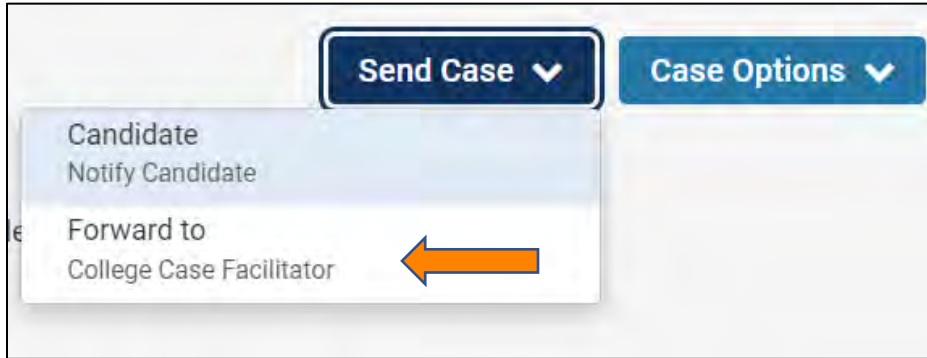 Send Case
Case Options
Candidate
Notify Candidate
Forward to
College Case Facilitator